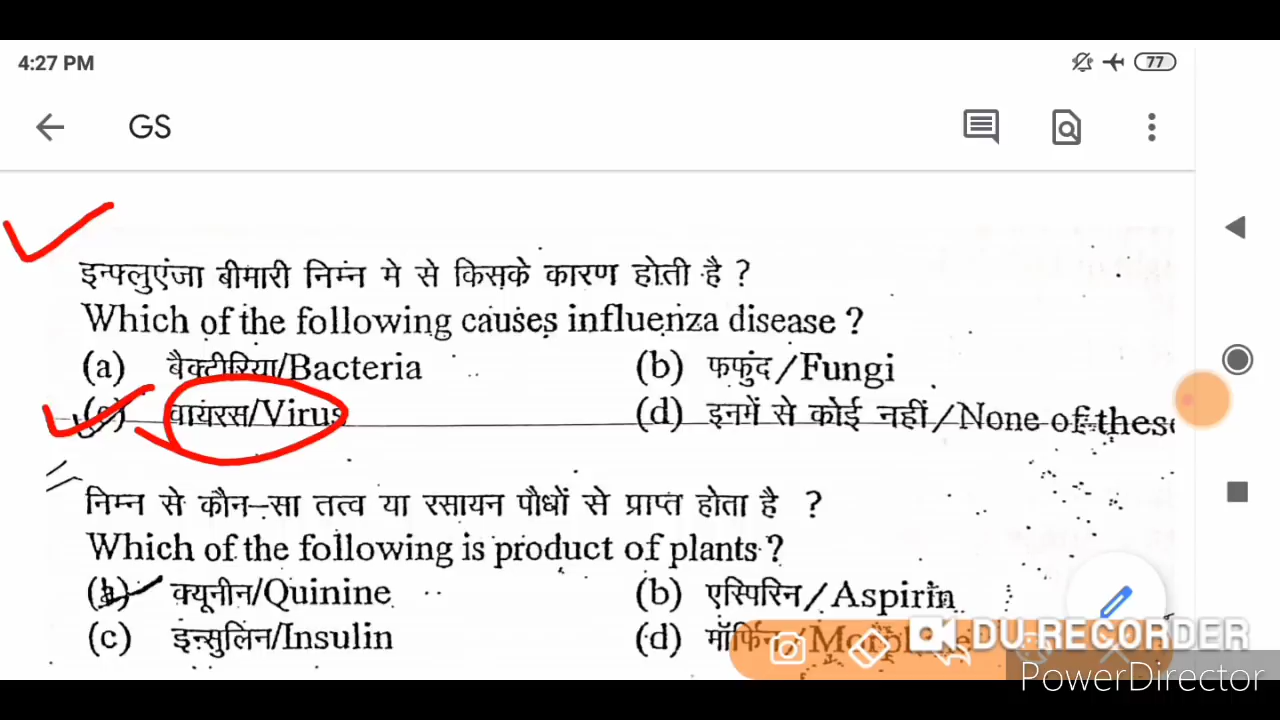 4:27 PM
77
GS
इन्फ्लुएंजा बीमारी निम्न मे से किसके कारण होती है ?
Which of the following causes influenza disease ?
(a) बैक्टीरिया/Bacteria (b) फफुंद/Fungi
(c) वायरस/Virus (d) इनमें से कोई नहीं/None of these
निम्न से कौन-सा तत्व या रसायन पौधों से प्राप्त होता है ?
Which of the following is product of plants ?
(a) क्यूनीन/Quinine (b) एस्पिरिन/Aspirin
(c) इन्सुलिन/Insulin (d) मॉर्फिन/
DU RECORDER
PowerDirector